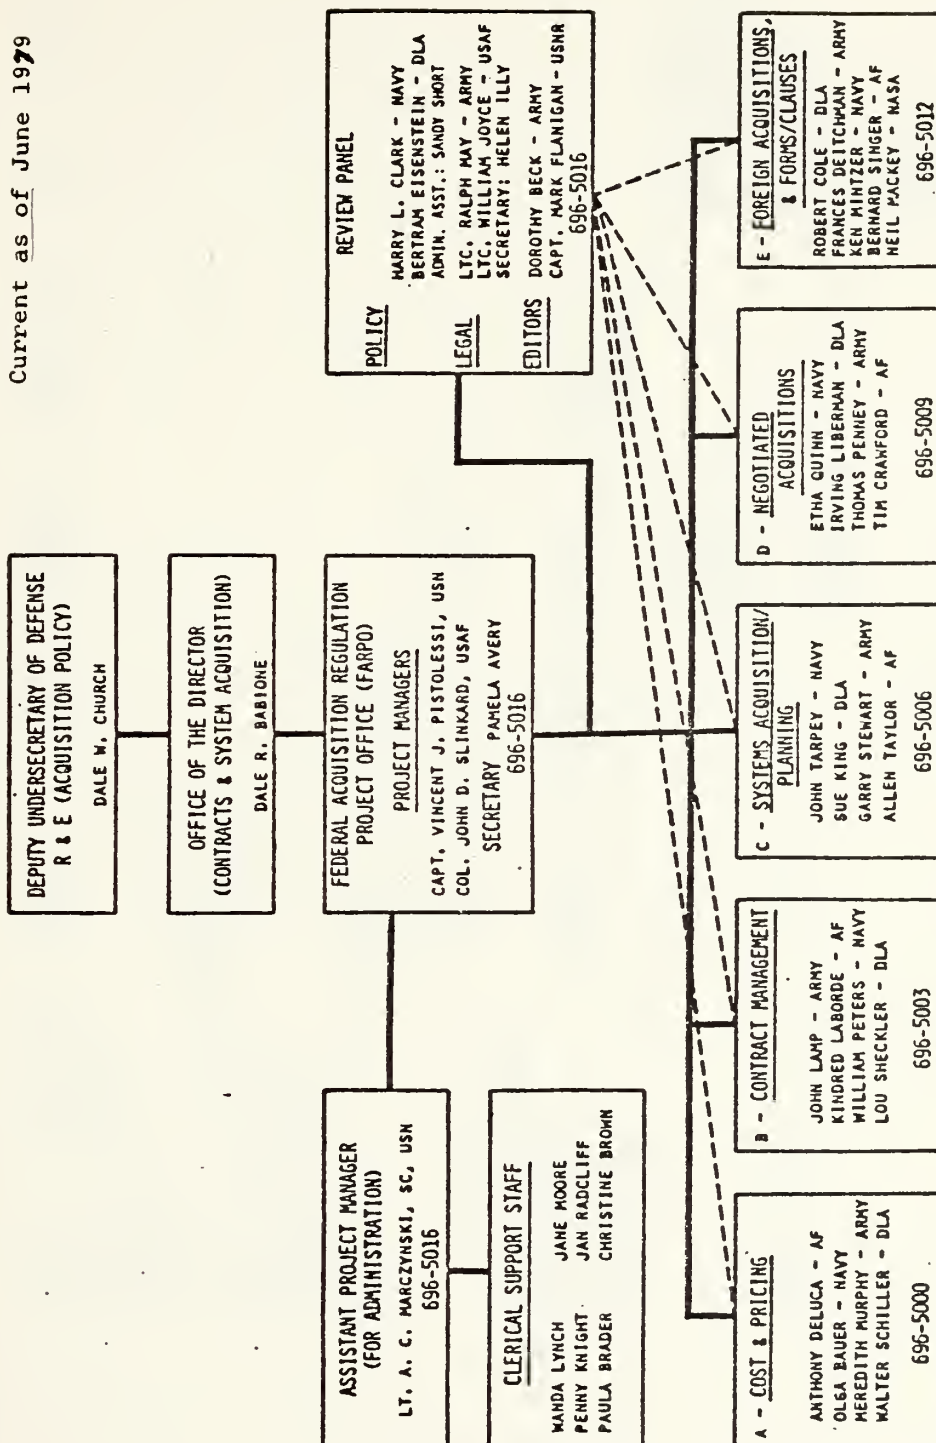 Current as of June 1979
DEPUTY UNDERSECRETARY OF DEFENSE
R & E (ACQUISITION POLICY)
DALE W. CHURCH
OFFICE OF THE DIRECTOR
(CONTRACTS & SYSTEM ACQUISITION)
DALE R. BABIONE
FEDERAL ACQUISITION REGULATION
PROJECT OFFICE (FARPO)
PROJECT MANAGERS
CAPT. VINCENT J. PISTOLESSI, USN
COL. JOHN D. SLINKARD, USAF
SECRETARY PAMELA AVERY
696-5016
ASSISTANT PROJECT MANAGER
(FOR ADMINISTRATION)
LT. A. C. MARCZYNSKI, SC, USN
696-5016
CLERICAL SUPPORT STAFF
WANDA LYNCH JANE MOORE
PENNY KNIGHT JAN RADCLIFF
PAULA BRADER CHRISTINE BROWN
REVIEW PANEL
POLICY
HARRY L. CLARK - NAVY
BERTRAM EISENSTEIN - DLA
ADMIN. ASST.: SANDY SHORT
LEGAL
LTC. RALPH MAY - ARMY
LTC. WILLIAM JOYCE - USAF
SECRETARY: HELEN ILLY
EDITORS
DOROTHY BECK - ARMY
CAPT. MARK FLANIGAN - USNR
696-5016
A - COST & PRICING
ANTHONY DELUCA - AF
OLGA BAUER - NAVY
MEREDITH MURPHY - ARMY
WALTER SCHILLER - DLA
696-5000
B - CONTRACT MANAGEMENT
JOHN LAMP - ARMY
KINDRED LABORDE - AF
WILLIAM PETERS - NAVY
LOU SHECKLER - DLA
696-5003
C - SYSTEMS ACQUISITION/
PLANNING
JOHN TARPEY - NAVY
SUE KING - DLA
GARRY STEWART - ARMY
ALLEN TAYLOR - AF
696-5006
D - NEGOTIATED
ACQUISITIONS
ETHA QUINN - NAVY
IRVING LIBERMAN - DLA
THOMAS PENNEY - ARMY
TIM CRAWFORD - AF
696-5009
E - FOREIGN ACQUISITIONS,
& FORMS/CLAUSES
ROBERT COLE - DLA
FRANCES DEITCHMAN - ARMY
KEN MINTZER - NAVY
BERNARD SINGER - AF
NEIL MACKEY - NASA
696-5012